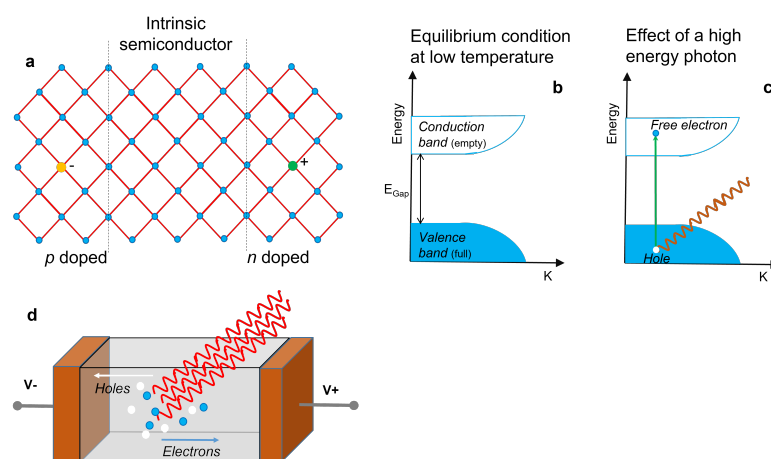 Intrinsic
semiconductor
a
-
+
p doped
n doped
Equilibrium condition
at low temperature
b
Energy
Conduction
band (empty)
EGap
Valence
band (full)
K
Effect of a high
energy photon
c
Energy
Free electron
Hole
K
d
V-
Holes
V+
Electrons